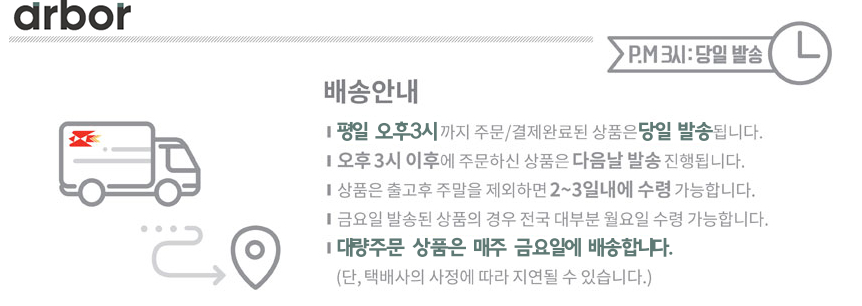 arbor
P.M 3시: 당일 발송
배송안내
평일 오후3시까지 주문/결제완료된 상품은 당일 발송됩니다.
오후 3시 이후에 주문하신 상품은 다음날 발송 진행됩니다.
상품은 출고후 주말을 제외하면 2~3일내에 수령 가능합니다.
금요일 발송된 상품의 경우 전국 대부분 월요일 수령 가능합니다.
대량주문 상품은 매주 금요일에 배송합니다.
(단, 택배사의 사정에 따라 지연될 수 있습니다.)